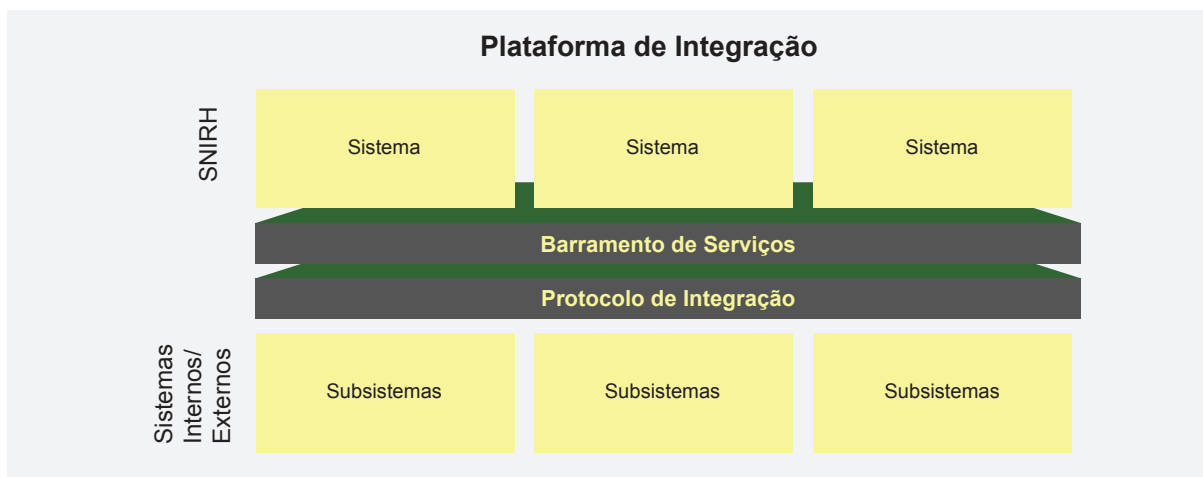 Plataforma de Integração
SNIRH
Sistema
Sistema
Sistema
Barramento de Serviços
Protocolo de Integração
Sistemas
Internos/
Externos
Subsistemas
Subsistemas
Subsistemas